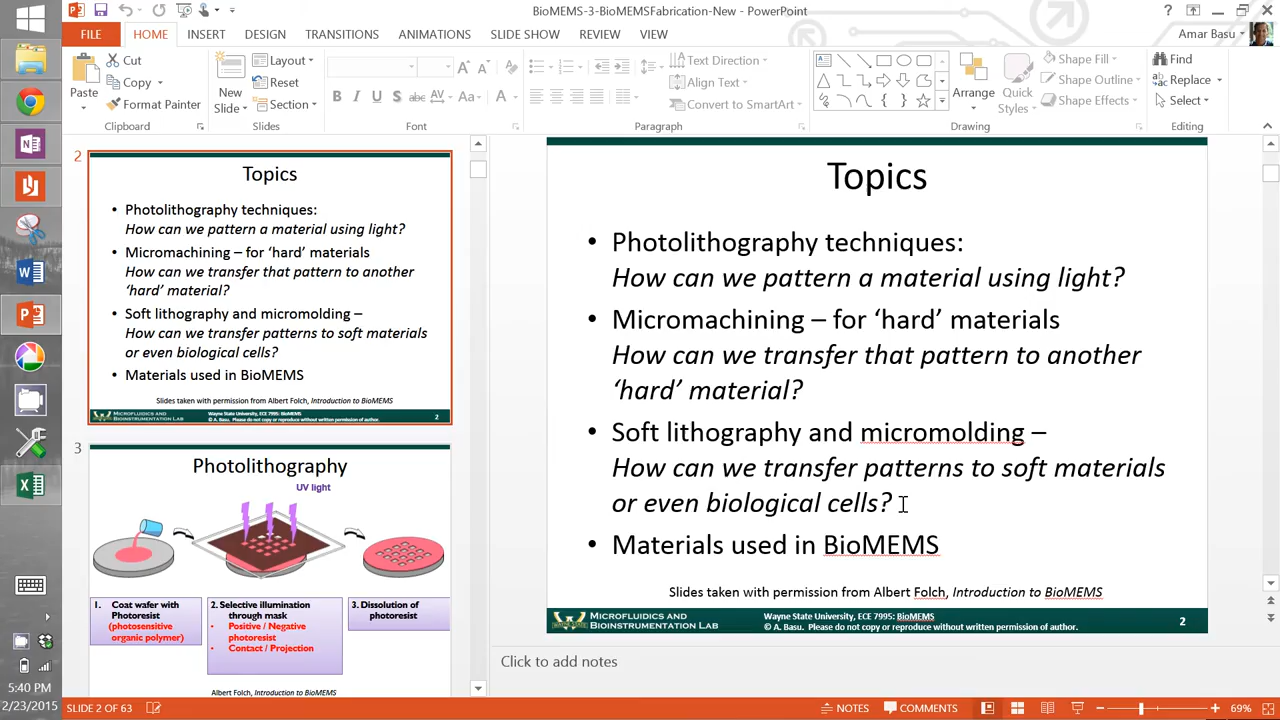 BioMEMS-3-BioMEMSFabrication-New - PowerPoint
FILE HOME INSERT DESIGN TRANSITIONS ANIMATIONS SLIDE SHOW REVIEW VIEW Amar Basu
Paste
Cut
Copy
Format Painter
Clipboard
New
Slide
Layout
Reset
Section
Slides
B I U S abc AV Aa A
Font
Text Direction
Align Text
Convert to SmartArt
Paragraph
Arrange
Quick
Styles
Shape Fill
Shape Outline
Shape Effects
Drawing
Find
Replace
Select
Editing
2
Topics
• Photolithography techniques:
How can we pattern a material using light?
• Micromachining – for ‘hard’ materials
How can we transfer that pattern to another
‘hard’ material?
• Soft lithography and micromolding –
How can we transfer patterns to soft materials
or even biological cells?
• Materials used in BioMEMS
Slides taken with permission from Albert Folch, Introduction to BioMEMS
MICROFLUIDICS AND
BIOINSTRUMENTATION LAB
Wayne State University, ECE 7995: BioMEMS
© A. Basu. Please do not copy or reproduce without written permission of author.
2
3
Photolithography
UV light
1. Coat wafer with
Photoresist
(photosensitive
organic polymer)
2. Selective illumination
through mask
• Positive / Negative
photoresist
• Contact / Projection
3. Dissolution of
photoresist
Albert Folch, Introduction to BioMEMS
Topics
• Photolithography techniques:
How can we pattern a material using light?
• Micromachining – for ‘hard’ materials
How can we transfer that pattern to another
‘hard’ material?
• Soft lithography and micromolding –
How can we transfer patterns to soft materials
or even biological cells?
• Materials used in BioMEMS
Slides taken with permission from Albert Folch, Introduction to BioMEMS
MICROFLUIDICS AND
BIOINSTRUMENTATION LAB
Wayne State University, ECE 7995: BioMEMS
© A. Basu. Please do not copy or reproduce without written permission of author.
2
Click to add notes
5:40 PM
2/23/2015
SLIDE 2 OF 63 NOTES COMMENTS 69%